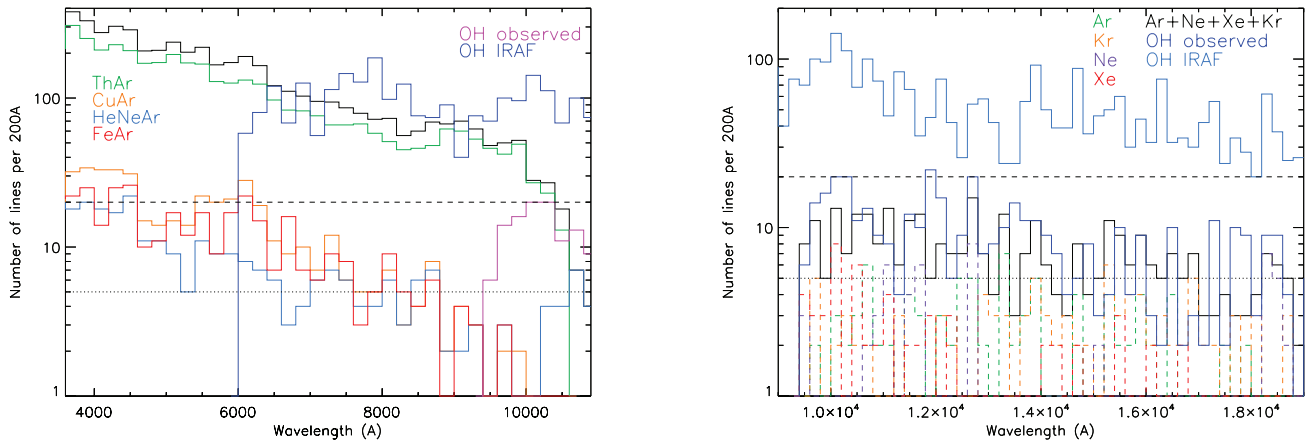 Number of lines per 200A
100
10
1
ThAr
CuAr
HeNeAr
FeAr
OH observed
OH IRAF
4000 6000 8000 10000
Wavelength (A)
Number of lines per 200A
100
10
1
Ar Ar+Ne+Xe+Kr
Kr OH observed
Ne OH IRAF
Xe
1.0×10⁴ 1.2×10⁴ 1.4×10⁴ 1.6×10⁴ 1.8×10⁴
Wavelength (A)